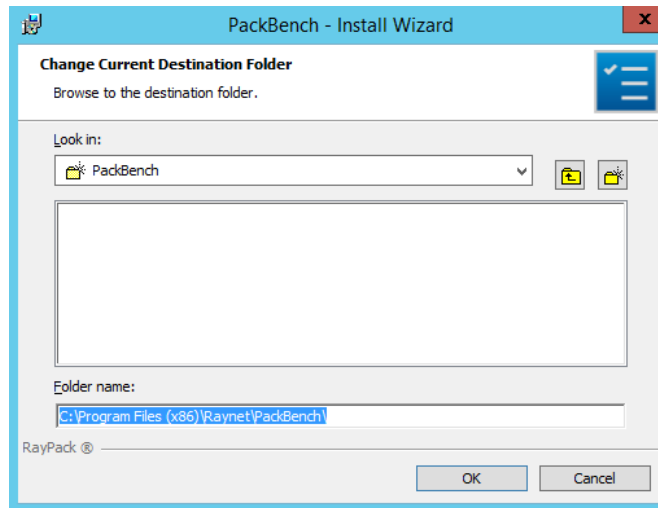 PackBench - Install Wizard
x
Change Current Destination Folder
Browse to the destination folder.
Look in:
PackBench
Folder name:
C:\Program Files (x86)\Raynet\PackBench\
RayPack ®
OK Cancel